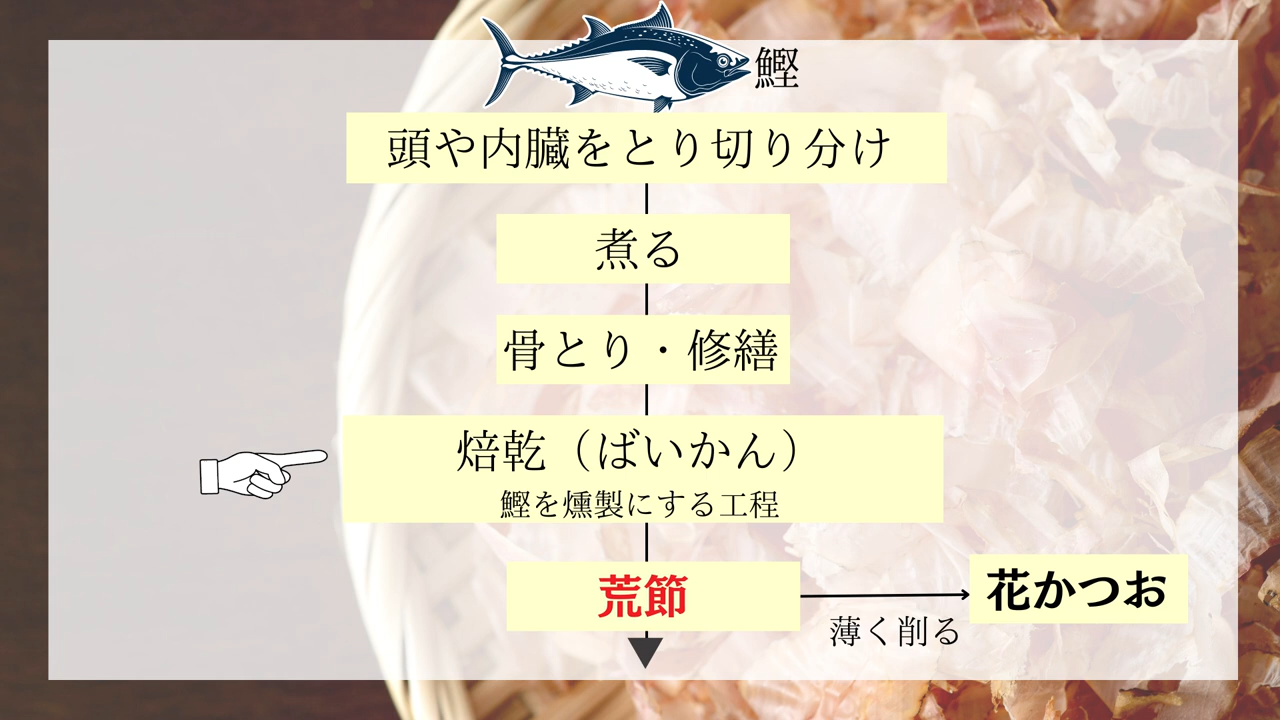 鰹
頭や内臓をとり切り分け
煮る
骨とり・修繕
焙乾（ばいかん）
鰹を燻製にする工程
荒節
花かつお
薄く削る